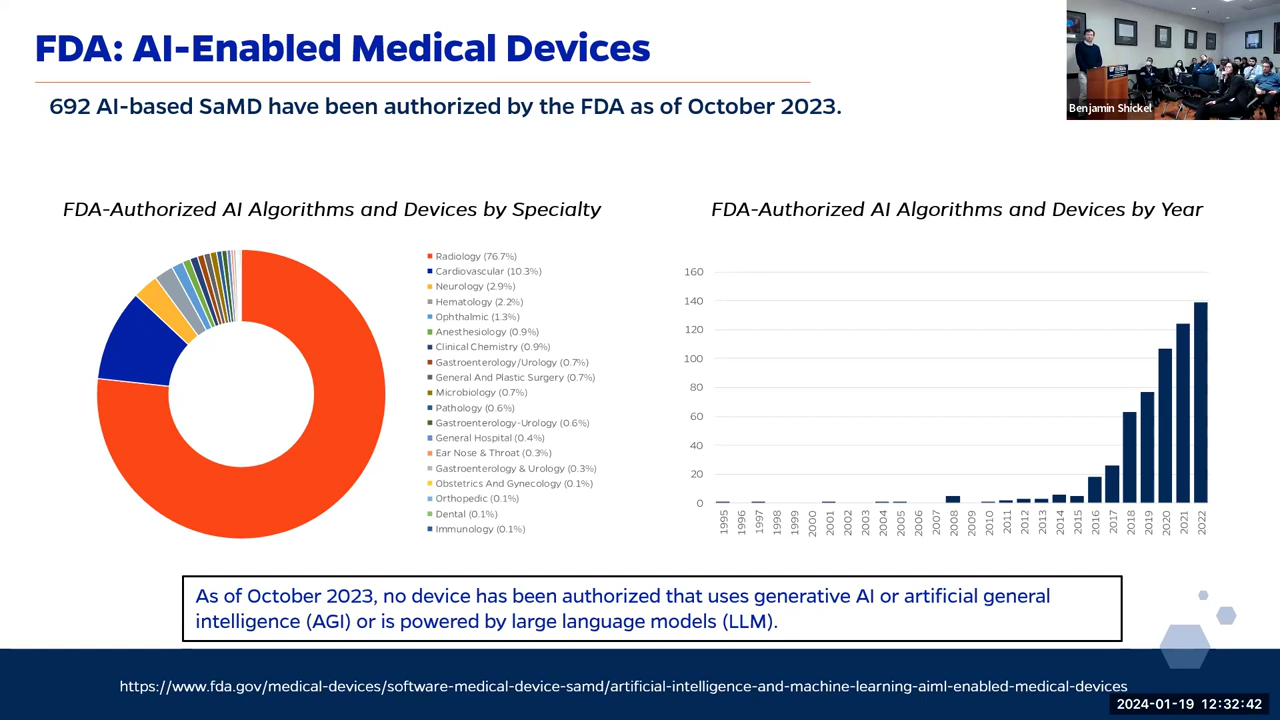 FDA: AI-Enabled Medical Devices
692 AI-based SaMD have been authorized by the FDA as of October 2023.
Benjamin Shickel
FDA-Authorized AI Algorithms and Devices by Specialty
Radiology (76.7%)
Cardiovascular (10.3%)
Neurology (2.9%)
Hematology (2.2%)
Ophthalmic (1.3%)
Anesthesiology (0.9%)
Clinical Chemistry (0.9%)
Gastroenterology/Urology (0.7%)
General And Plastic Surgery (0.7%)
Microbiology (0.7%)
Pathology (0.6%)
Gastroenterology-Urology (0.6%)
General Hospital (0.4%)
Ear Nose & Throat (0.3%)
Gastroenterology & Urology (0.3%)
Obstetrics And Gynecology (0.1%)
Orthopedic (0.1%)
Dental (0.1%)
Immunology (0.1%)
FDA-Authorized AI Algorithms and Devices by Year
160
140
120
100
80
60
40
20
0
1995
1996
1997
1998
1999
2000
2001
2002
2003
2004
2005
2006
2007
2008
2009
2010
2011
2012
2013
2014
2015
2016
2017
2018
2019
2020
2021
2022
As of October 2023, no device has been authorized that uses generative AI or artificial general
intelligence (AGI) or is powered by large language models (LLM).
https://www.fda.gov/medical-devices/software-medical-device-samd/artificial-intelligence-and-machine-learning-aiml-enabled-medical-devices
2024-01-19 12:32:42